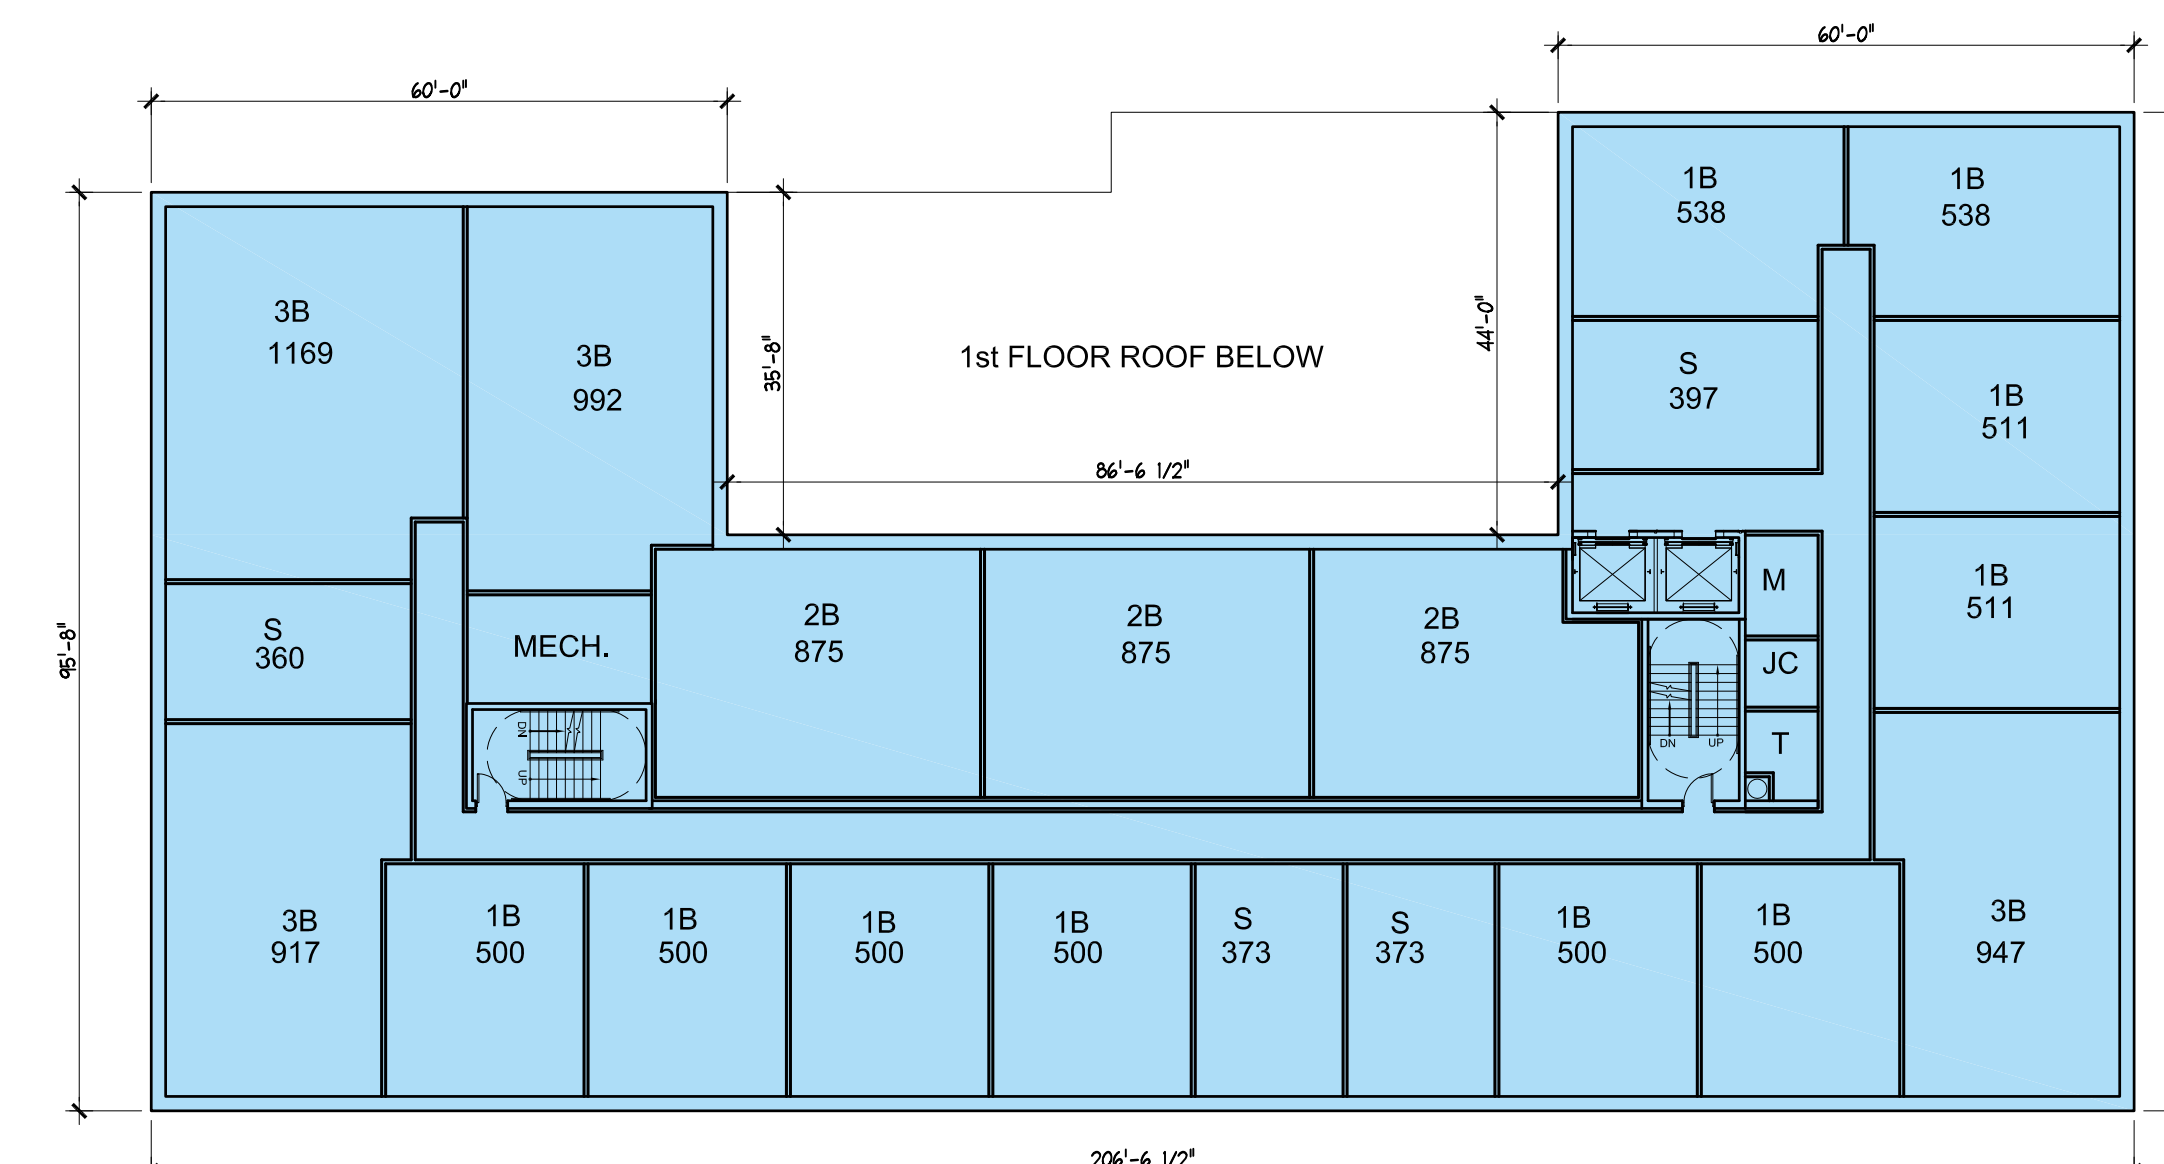 60'-0"
60'-0"
1B
538
1B
538
3B
1169
3B
992
1st FLOOR ROOF BELOW
35'-8"
44'-0"
86'-6 1/2"
S
397
1B
511
1B
511
95'-8"
S
360
MECH.
2B
875
2B
875
2B
875
M
JC
T
DN
UP
DN
UP
3B
917
1B
500
1B
500
1B
500
1B
500
S
373
S
373
1B
500
1B
500
3B
947
206'-6 1/2"